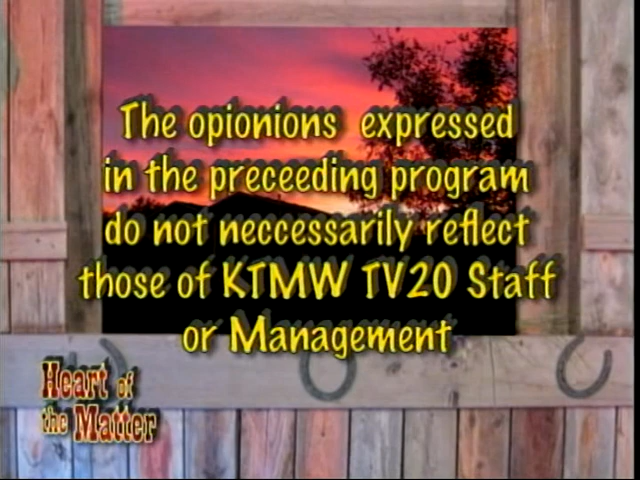 The opionions expressed
in the preceeding program
do not neccessarily reflect
those of KTMW TV20 Staff
or Management
Heart of
the Matter